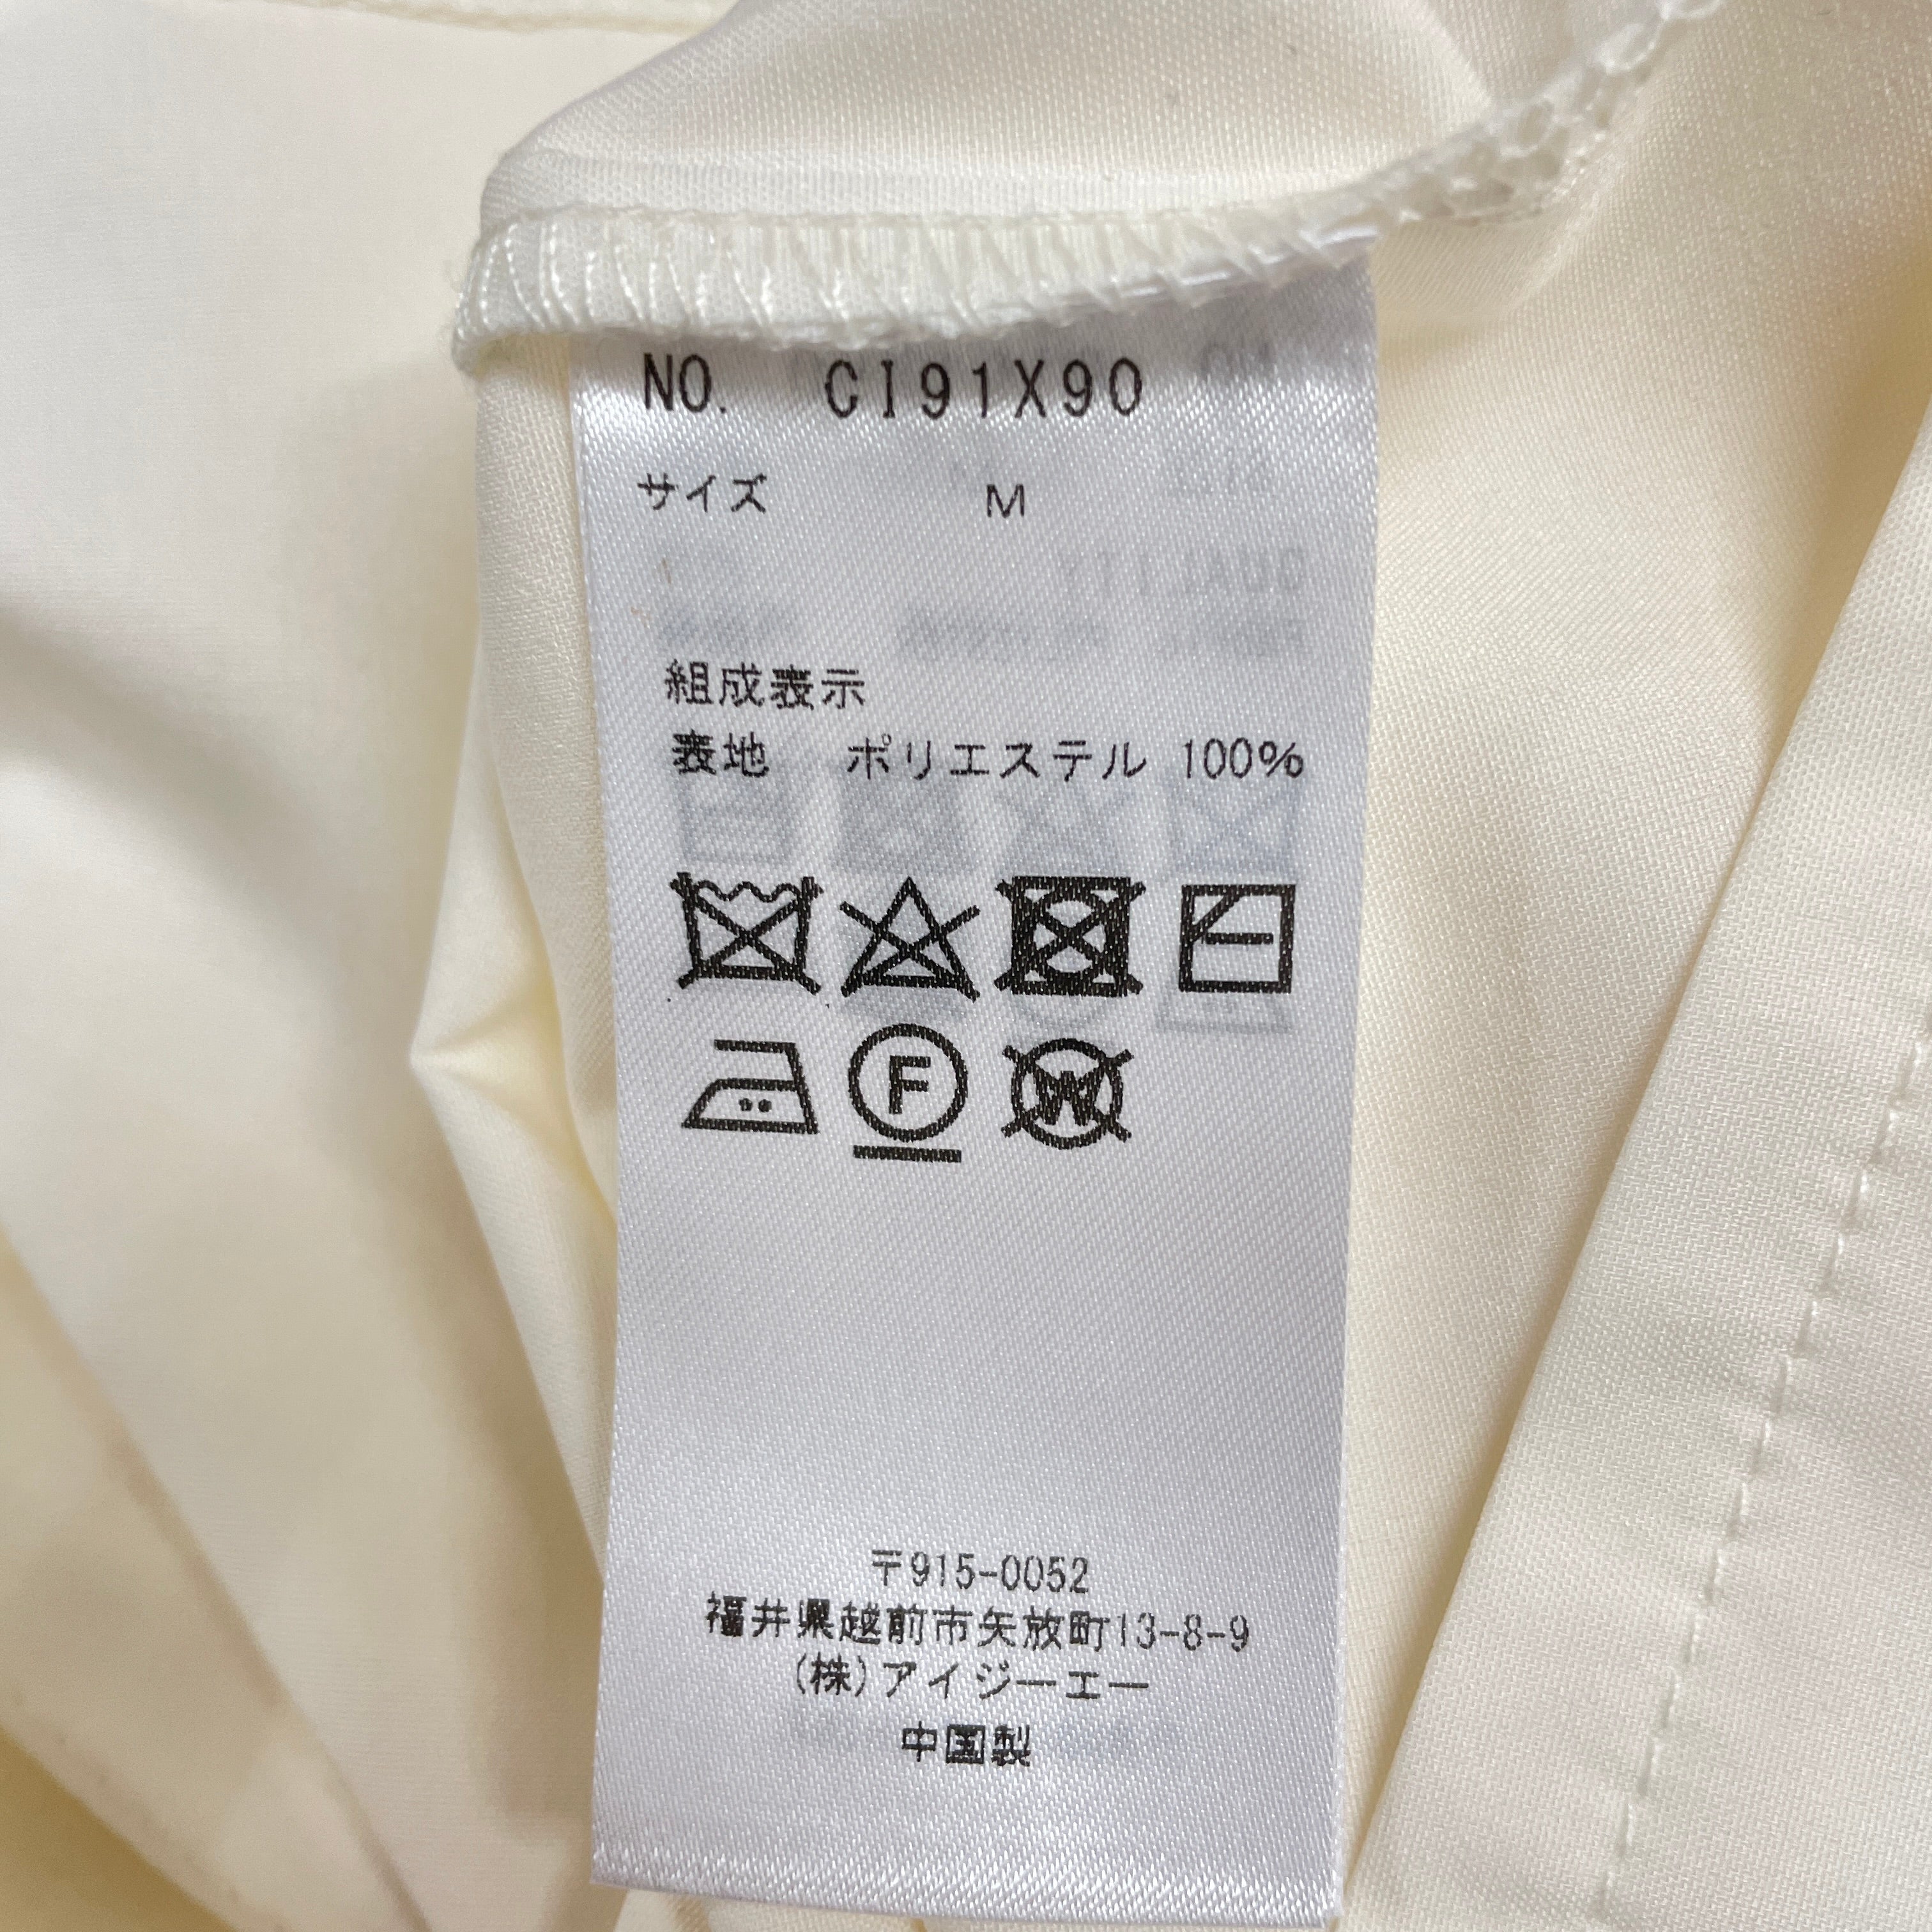 NO. CI91X90
サイズ M
組成表示
表地 ポリエステル 100%
F W
〒915-0052
福井県越前市矢放町13-8-9
(株)アイジーエー
中国製